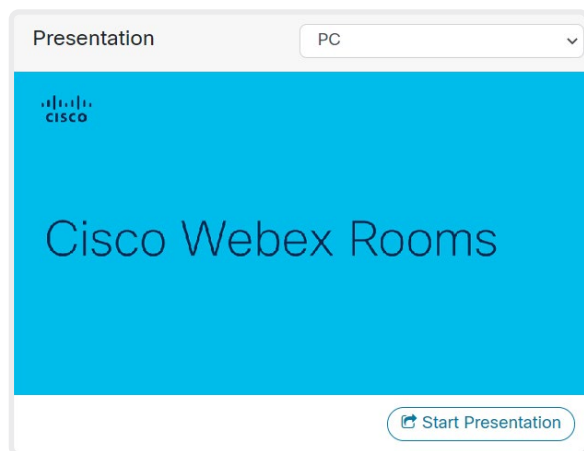 Presentation
PC
CISCO
Cisco Webex Rooms
Start Presentation